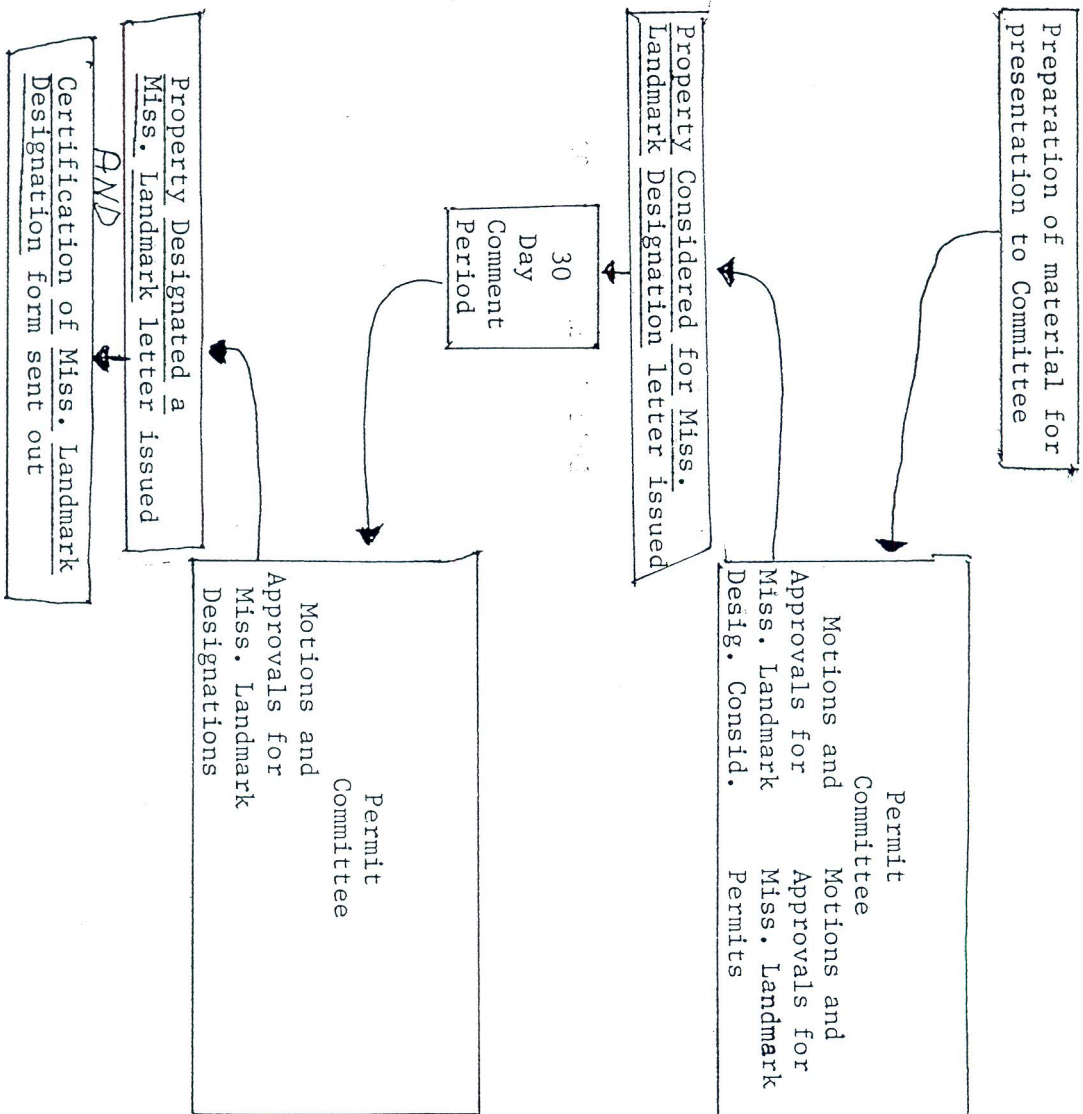 Preparation of material for
presentation to Committee
Permit
Committee
Motions and
Approvals for
Miss. Landmark
Desig. Consid.
Motions and
Approvals for
Miss. Landmark
Permits
Property Considered for Miss.
Landmark Designation letter issued
30
Day
Comment
Period
Permit
Committee
Motions and
Approvals for
Miss. Landmark
Designations
Property Designated a
Miss. Landmark letter issued
AND
Certification of Miss. Landmark
Designation form sent out